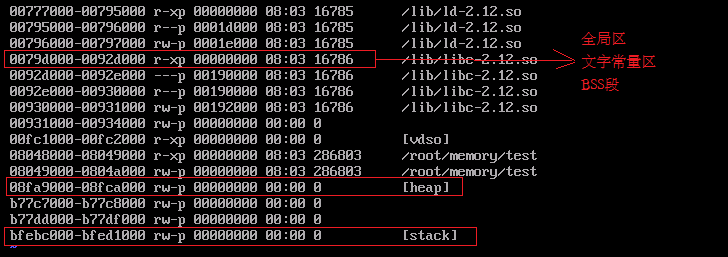 00777000-00795000 r-xp 00000000 08:03 16785      /lib/ld-2.12.so
00795000-00796000 r--p 0001d000 08:03 16785      /lib/ld-2.12.so
00796000-00797000 rw-p 0001e000 08:03 16785      /lib/ld-2.12.so
0079d000-0092d000 r-xp 00000000 08:03 16786      /lib/libc-2.12.so
0092d000-0092e000 ---p 00190000 08:03 16786      /lib/libc-2.12.so
0092e000-00930000 r--p 00190000 08:03 16786      /lib/libc-2.12.so
00930000-00931000 rw-p 00192000 08:03 16786      /lib/libc-2.12.so
00931000-00934000 rw-p 00000000 00:00 0
00fc1000-00fc2000 r-xp 00000000 00:00 0          [vdso]
08048000-08049000 r-xp 00000000 08:03 286803     /root/memory/test
08049000-0804a000 rw-p 00000000 08:03 286803     /root/memory/test
08fa9000-08fca000 rw-p 00000000 00:00 0          [heap]
b77c7000-b77c8000 rw-p 00000000 00:00 0
b77dd000-b77df000 rw-p 00000000 00:00 0
bfebc000-bfed1000 rw-p 00000000 00:00 0          [stack]
全局区
文字常量区
BSS段